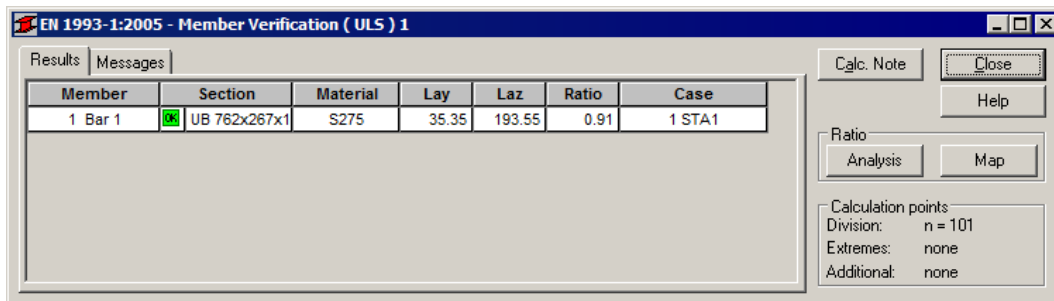 EN 1993-1:2005 - Member Verification ( ULS ) 1
Results Messages
Member Section Material Lay Laz Ratio Case
1 Bar 1 OK UB 762x267x1 S275 35.35 193.55 0.91 1 STA1
Calc. Note Close
Help
Ratio
Analysis Map
Calculation points
Division: n = 101
Extremes: none
Additional: none